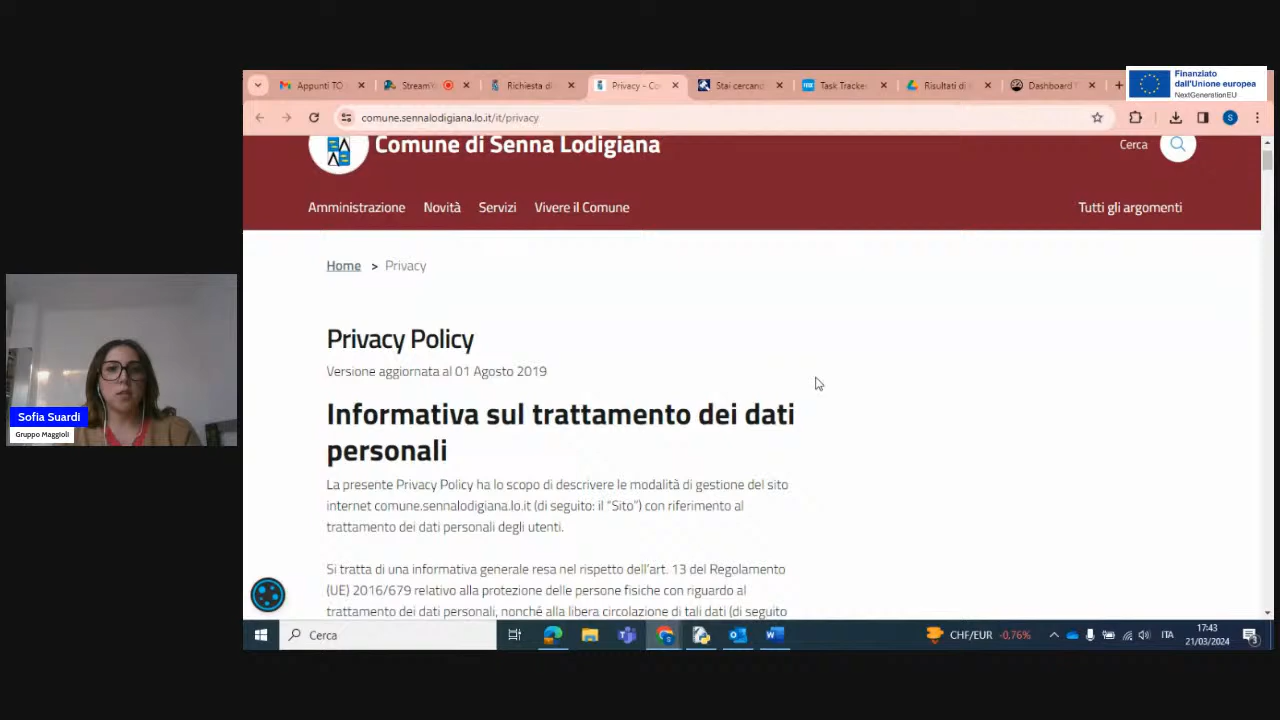 Appunti TO
Stream
Richiesta di
Privacy - Co
Stai cercand
Task Tracke
Risultati di
Dashboard
Finanziato
dall'Unione europea
NextGenerationEU
comune.sennalodigiana.lo.it/it/privacy
S
Comune di Senna Lodigiana
Cerca
Amministrazione Novità Servizi Vivere il Comune Tutti gli argomenti
Home > Privacy
Privacy Policy
Versione aggiornata al 01 Agosto 2019
Informativa sul trattamento dei dati
personali
La presente Privacy Policy ha lo scopo di descrivere le modalità di gestione del sito
internet comune.sennalodigiana.lo.it (di seguito: il “Sito”) con riferimento al
trattamento dei dati personali degli utenti.
Si tratta di una informativa generale resa nel rispetto dell’art. 13 del Regolamento
(UE) 2016/679 relativo alla protezione delle persone fisiche con riguardo al
trattamento dei dati personali, nonché alla libera circolazione di tali dati (di seguito
Sofia Suardi
Gruppo Maggioli
Cerca
CHF/EUR -0,76%
ITA
17:43
21/03/2024
3